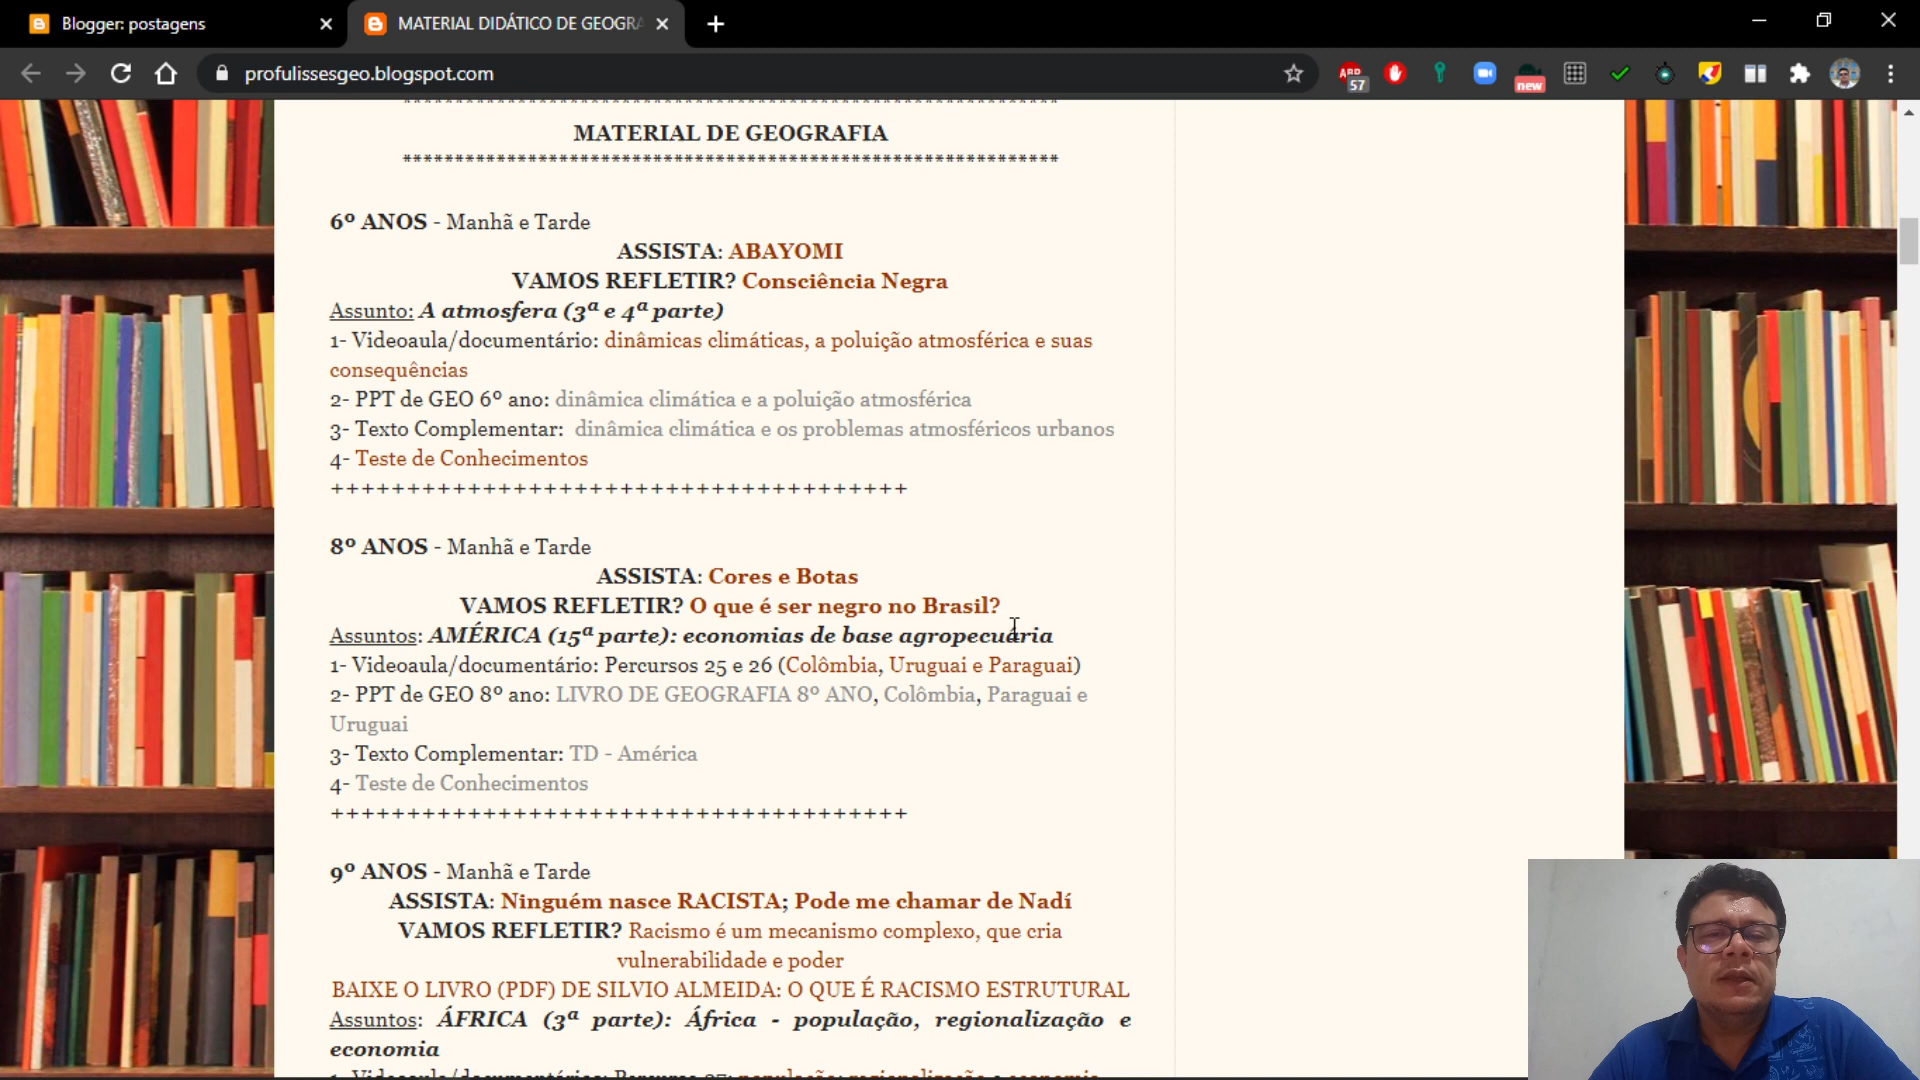 Blogger: postagens
MATERIAL DIDÁTICO DE GEOGRA
profulissesgeo.blogspot.com
ABD
57
new
************************************************************
MATERIAL DE GEOGRAFIA
************************************************************
6º ANOS - Manhã e Tarde
ASSISTA: ABAYOMI
VAMOS REFLETIR? Consciência Negra
Assunto: A atmosfera (3ª e 4ª parte)
1- Videoaula/documentário: dinâmicas climáticas, a poluição atmosférica e suas
consequências
2- PPT de GEO 6º ano: dinâmica climática e a poluição atmosférica
3- Texto Complementar: dinâmica climática e os problemas atmosféricos urbanos
4- Teste de Conhecimentos
++++++++++++++++++++++++++++++++++++++
8º ANOS - Manhã e Tarde
ASSISTA: Cores e Botas
VAMOS REFLETIR? O que é ser negro no Brasil?
Assuntos: AMÉRICA (15ª parte): economias de base agropecuária
1- Videoaula/documentário: Percursos 25 e 26 (Colômbia, Uruguai e Paraguai)
2- PPT de GEO 8º ano: LIVRO DE GEOGRAFIA 8º ANO, Colômbia, Paraguai e
Uruguai
3- Texto Complementar: TD - América
4- Teste de Conhecimentos
++++++++++++++++++++++++++++++++++++++
9º ANOS - Manhã e Tarde
ASSISTA: Ninguém nasce RACISTA; Pode me chamar de Nadí
VAMOS REFLETIR? Racismo é um mecanismo complexo, que cria
vulnerabilidade e poder
BAIXE O LIVRO (PDF) DE SILVIO ALMEIDA: O QUE É RACISMO ESTRUTURAL
Assuntos: ÁFRICA (3ª parte): África - população, regionalização e
economia